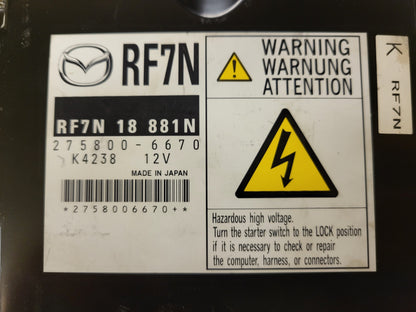 RF7N
RF7N 18 881N
275800-6670
K4238 12V
MADE IN JAPAN
*2758006670+*
WARNING
WARNUNG
ATTENTION
Hazardous high voltage.
Turn the starter switch to the LOCK position
if it is necessary to check or repair
the computer, harness, or connectors.
K RF7N